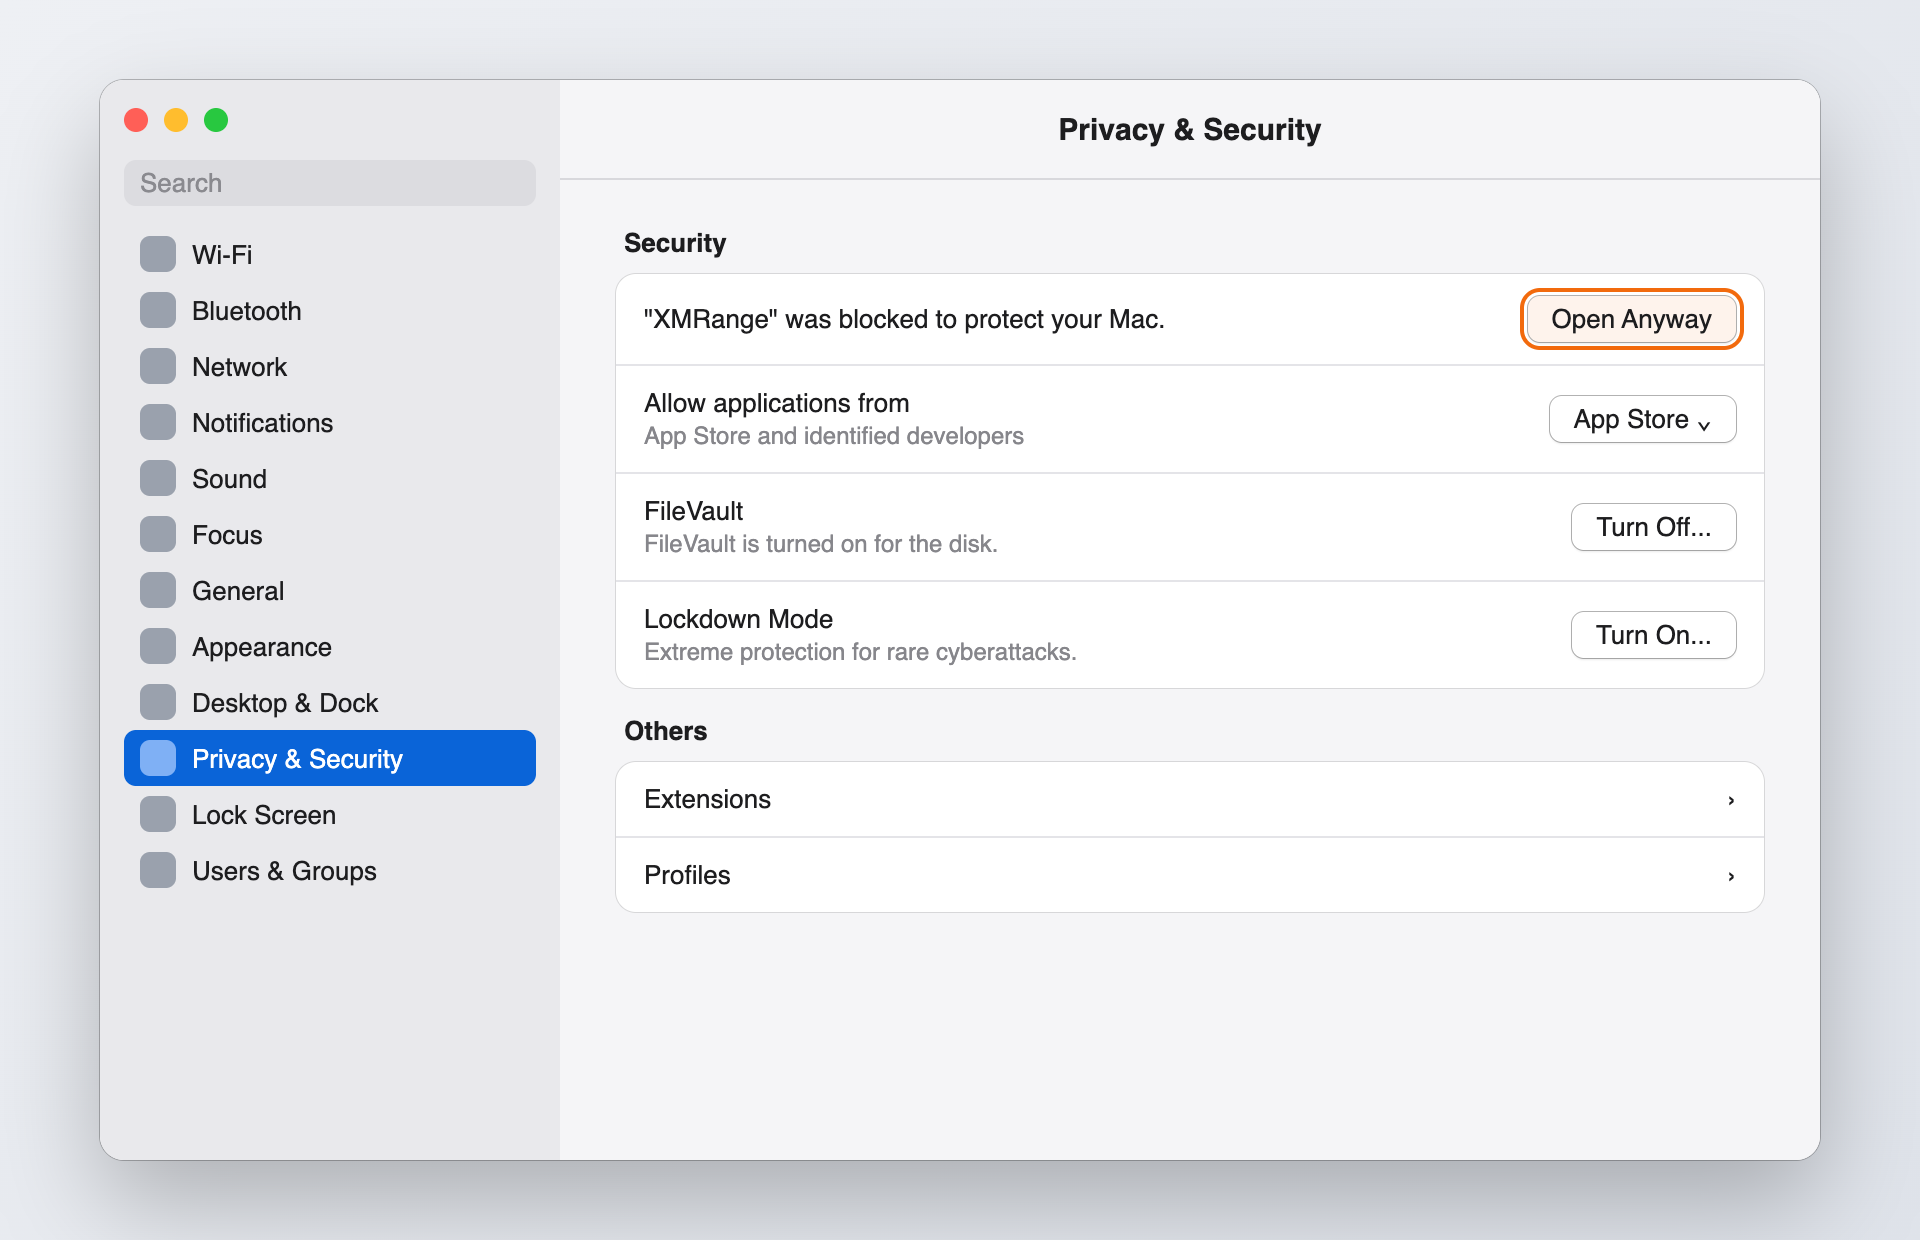 Search
Wi-Fi
Bluetooth
Network
Notifications
Sound
Focus
General
Appearance
Desktop & Dock
Privacy & Security
Lock Screen
Users & Groups
Privacy & Security
Security
"XMRange" was blocked to protect your Mac.
Open Anyway
Allow applications from
App Store and identified developers
App Store
FileVault
FileVault is turned on for the disk.
Turn Off...
Lockdown Mode
Extreme protection for rare cyberattacks.
Turn On...
Others
Extensions
Profiles